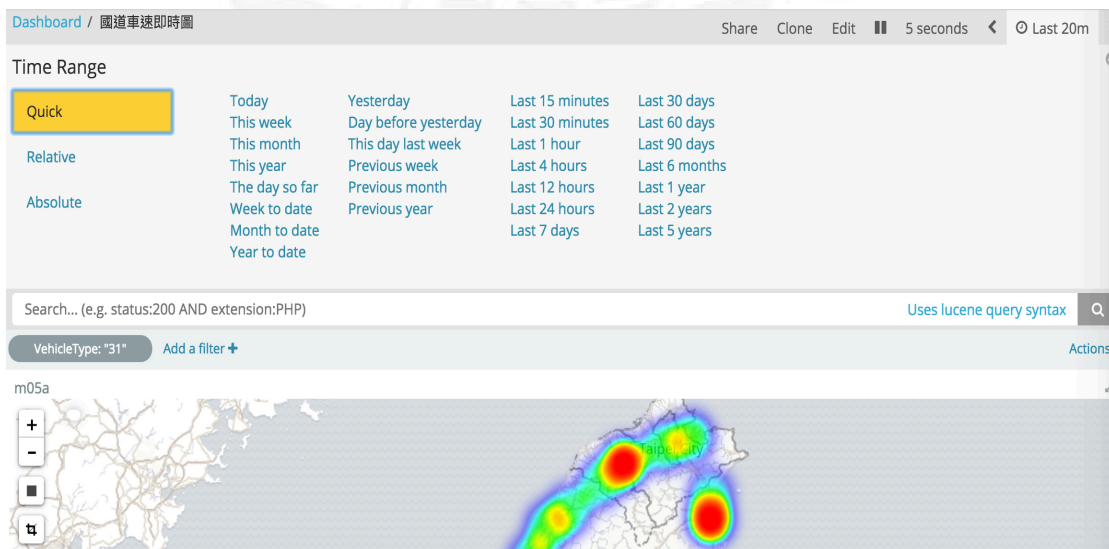 Dashboard / 國道車速即時圖
Share Clone Edit 5 seconds Last 20m
Time Range
Quick
Relative
Absolute
Today
This week
This month
This year
The day so far
Week to date
Month to date
Year to date
Yesterday
Day before yesterday
This day last week
Previous week
Previous month
Previous year
Last 15 minutes
Last 30 minutes
Last 1 hour
Last 4 hours
Last 12 hours
Last 24 hours
Last 7 days
Last 30 days
Last 60 days
Last 90 days
Last 6 months
Last 1 year
Last 2 years
Last 5 years
Search... (e.g. status:200 AND extension:PHP) Uses lucene query syntax
VehicleType: "31" Add a filter + Actions
m05a
+
-
Taipei City